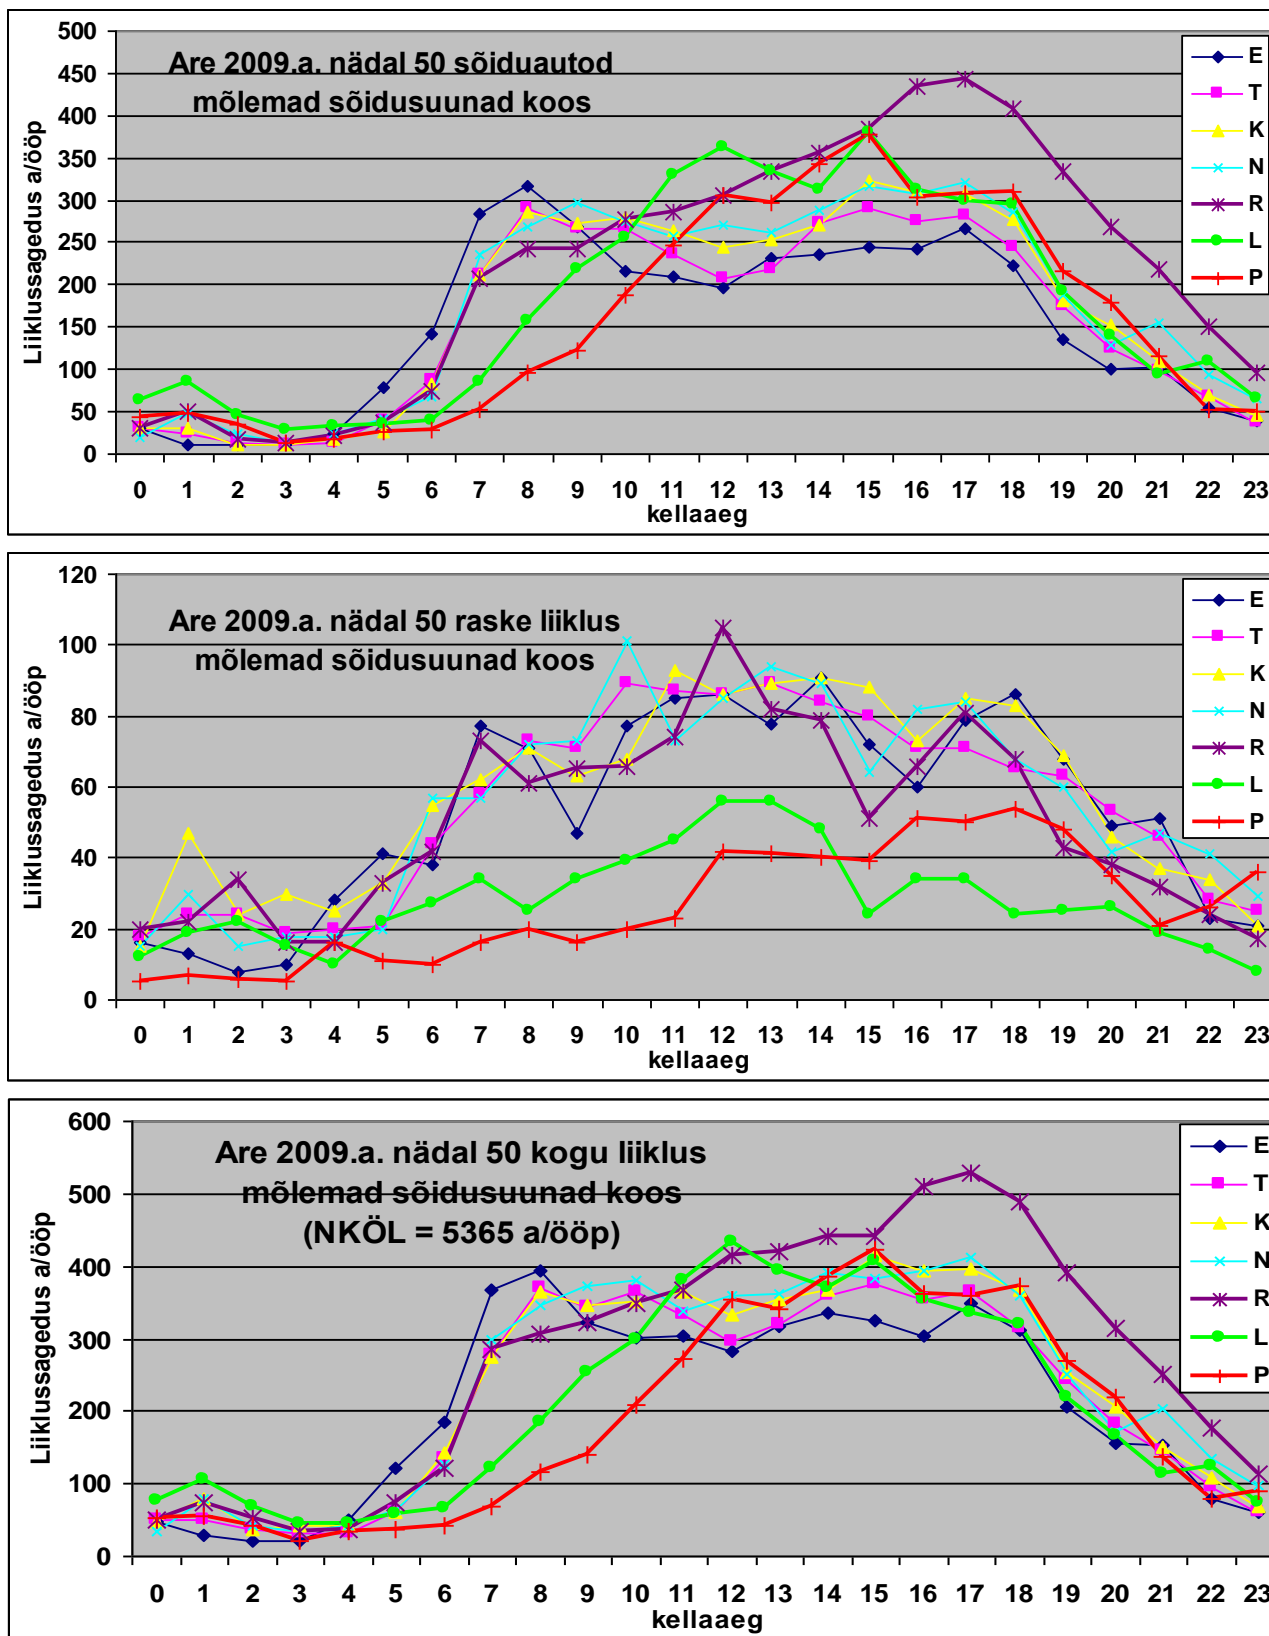 Are 2009.a. nädal 50 sõiduautod
mõlemad sõidusuunad koos
Liiklussagedus a/ööp
500
450
400
350
300
250
200
150
100
50
0
0 1 2 3 4 5 6 7 8 9 10 11 12 13 14 15 16 17 18 19 20 21 22 23
kellaaeg
E
T
K
N
R
L
P
Are 2009.a. nädal 50 raske liiklus
mõlemad sõidusuunad koos
Liiklussagedus a/ööp
120
100
80
60
40
20
0
0 1 2 3 4 5 6 7 8 9 10 11 12 13 14 15 16 17 18 19 20 21 22 23
kellaaeg
E
T
K
N
R
L
P
Are 2009.a. nädal 50 kogu liiklus
mõlemad sõidusuunad koos
(NKÖL = 5365 a/ööp)
Liiklussagedus a/ööp
600
500
400
300
200
100
0
0 1 2 3 4 5 6 7 8 9 10 11 12 13 14 15 16 17 18 19 20 21 22 23
kellaaeg
E
T
K
N
R
L
P